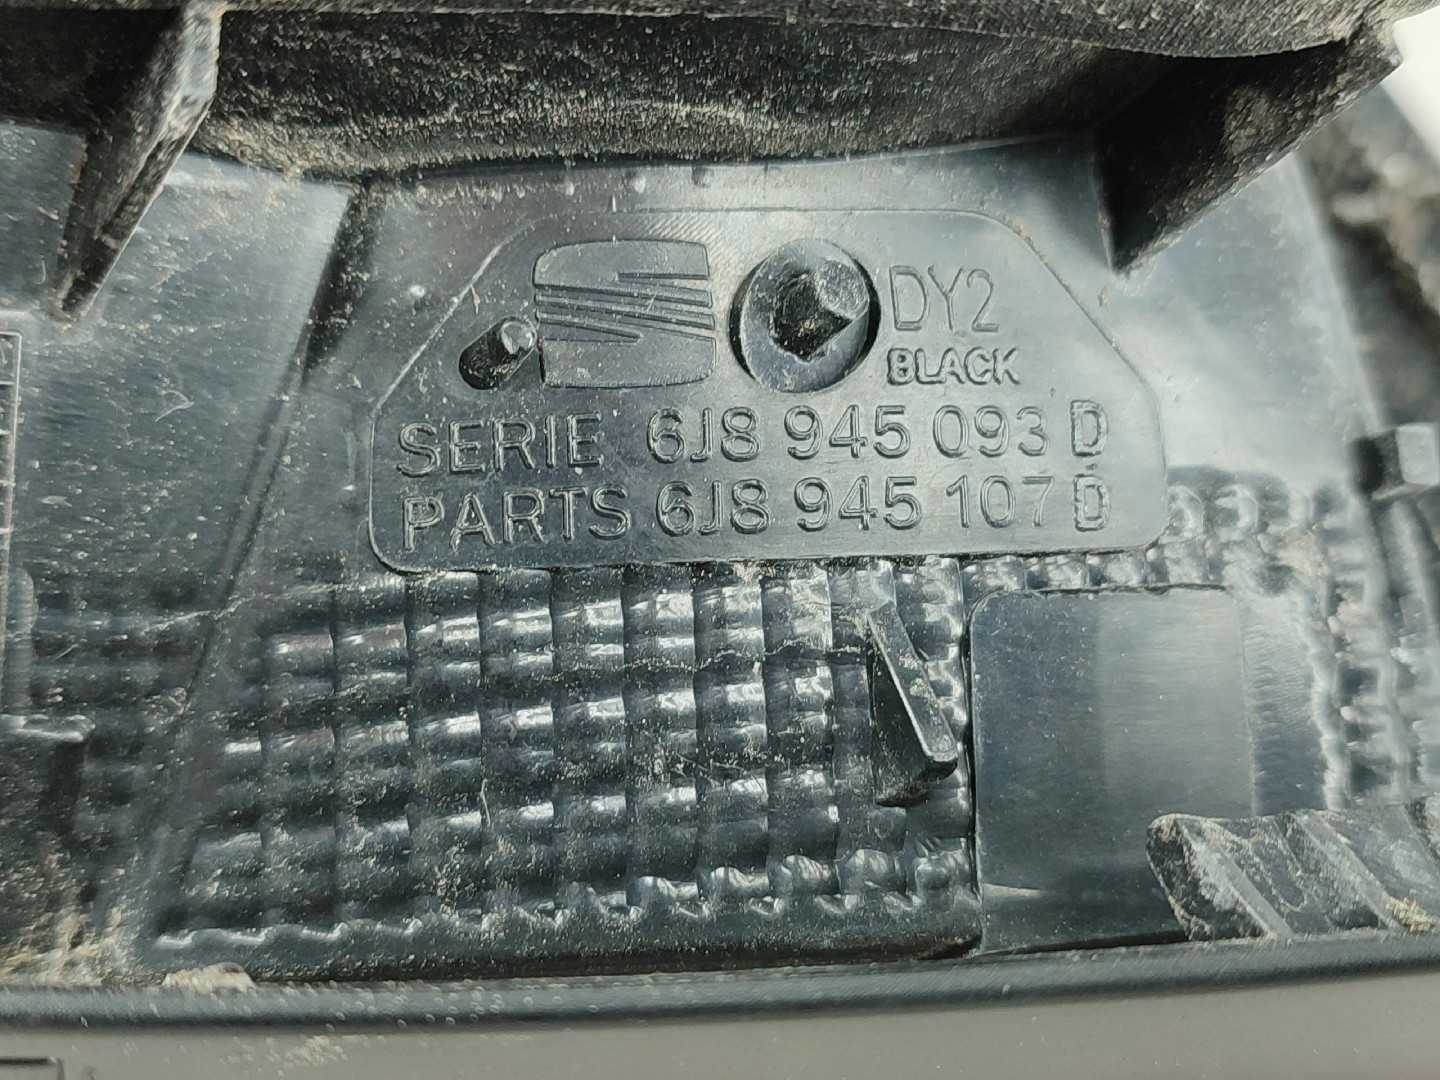 DY2
BLACK
SERIE 6J8 945 093 D
PARTS 6J8 945 107 D